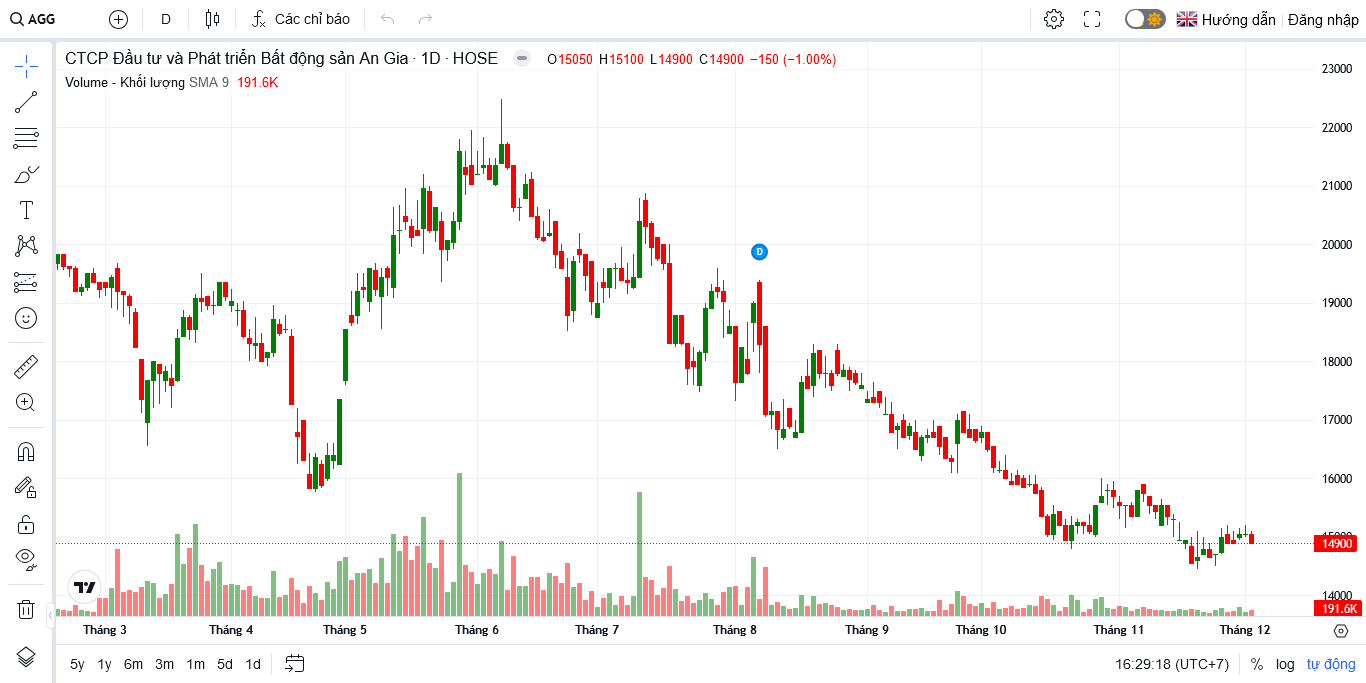 AGG D Các chỉ báo Hướng dẫn Đăng nhập
CTCP Đầu tư và Phát triển Bất động sản An Gia · 1D · HOSE O15050 H15100 L14900 C14900 −150 (−1.00%)
Volume - Khối lượng SMA 9 191.6K
23000
22000
21000
20000
D
19000
18000
17000
16000
15000
14900
14000
191.6K
Tháng 3 Tháng 4 Tháng 5 Tháng 6 Tháng 7 Tháng 8 Tháng 9 Tháng 10 Tháng 11 Tháng 12
5y 1y 6m 3m 1m 5d 1d 16:29:18 (UTC+7) % log tự động